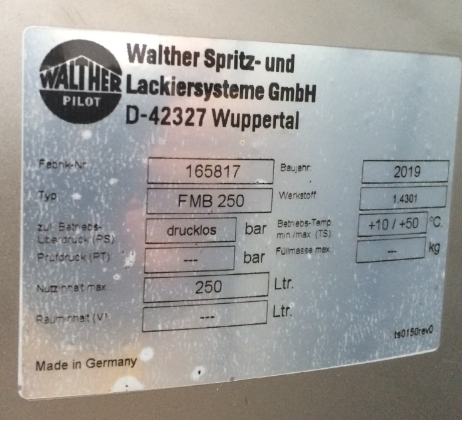 WALTHER
PILOT
Walther Spritz- und
Lackiersysteme GmbH
D-42327 Wuppertal
Fabrik-Nr. 165817 Baujahr 2019
Typ FMB 250 Werkstoff 1.4301
zul. Betriebs-
Überdruck (PS) drucklos bar Betriebs-Temp.
min./max. (TS) +10 / +50 °C
Prüfdruck (PT) --- bar Füllmasse max. --- kg
Nutzinhalt max. 250 Ltr.
Rauminhalt (V) --- Ltr.
ts0150rev0
Made in Germany